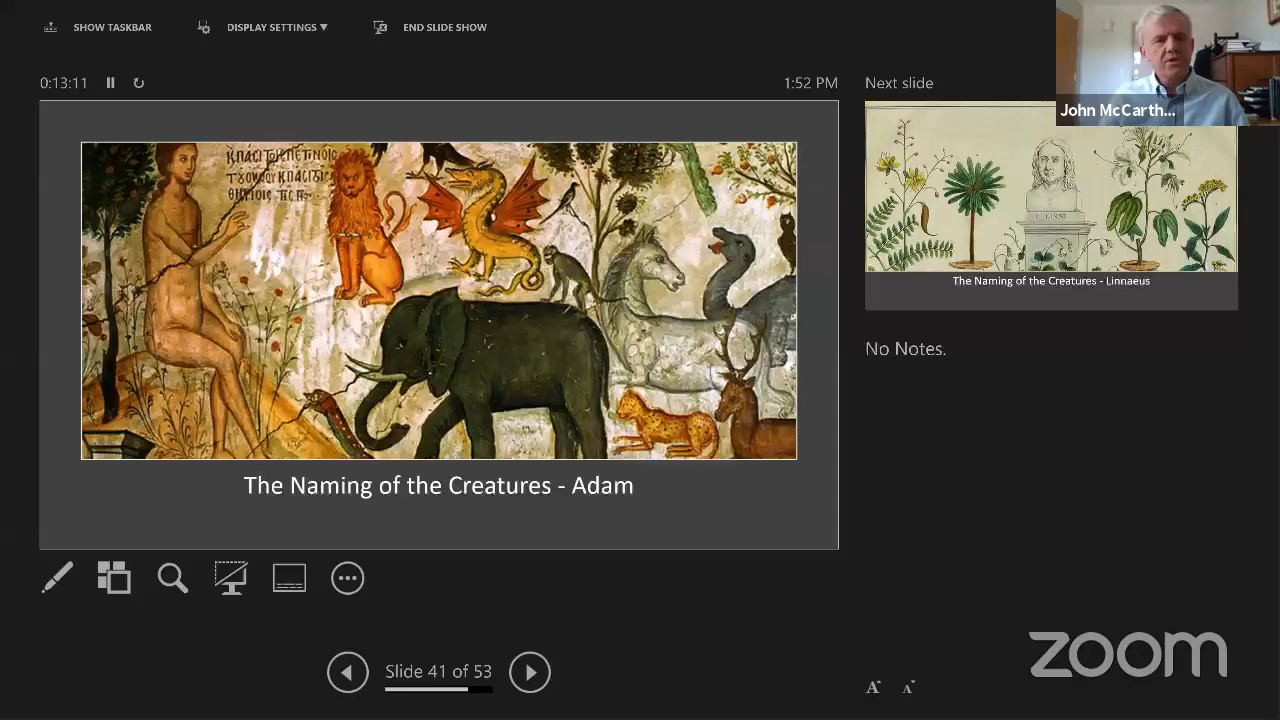 SHOW TASKBAR
DISPLAY SETTINGS ▼
END SLIDE SHOW
0:13:11
1:52 PM
Next slide
John McCarth...
The Naming of the Creatures - Adam
C LINNE
The Naming of the Creatures - Linnaeus
No Notes.
Slide 41 of 53
zoom
A A